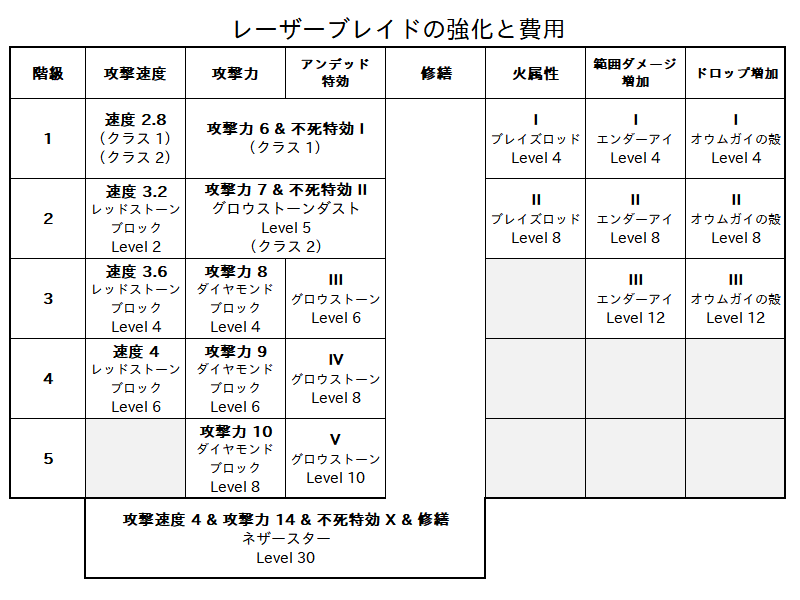 レーザーブレイドの強化と費用
階級
攻撃速度
攻撃力
アンデッド
特効
修繕
火属性
範囲ダメージ
増加
ドロップ増加
1
速度 2.8
（クラス 1）
（クラス 2）
攻撃力 6 & 不死特効 I
（クラス 1）
I
ブレイズロッド
Level 4
I
エンダーアイ
Level 4
I
オウムガイの殻
Level 4
2
速度 3.2
レッドストーン
ブロック
Level 2
攻撃力 7 & 不死特効 II
グロウストーンダスト
Level 5
（クラス 2）
II
ブレイズロッド
Level 8
II
エンダーアイ
Level 8
II
オウムガイの殻
Level 8
3
速度 3.6
レッドストーン
ブロック
Level 4
攻撃力 8
ダイヤモンド
ブロック
Level 4
III
グロウストーン
Level 6
III
エンダーアイ
Level 12
III
オウムガイの殻
Level 12
4
速度 4
レッドストーン
ブロック
Level 6
攻撃力 9
ダイヤモンド
ブロック
Level 6
IV
グロウストーン
Level 8
5
攻撃力 10
ダイヤモンド
ブロック
Level 8
V
グロウストーン
Level 10
攻撃速度 4 & 攻撃力 14 & 不死特効 X & 修繕
ネザースター
Level 30